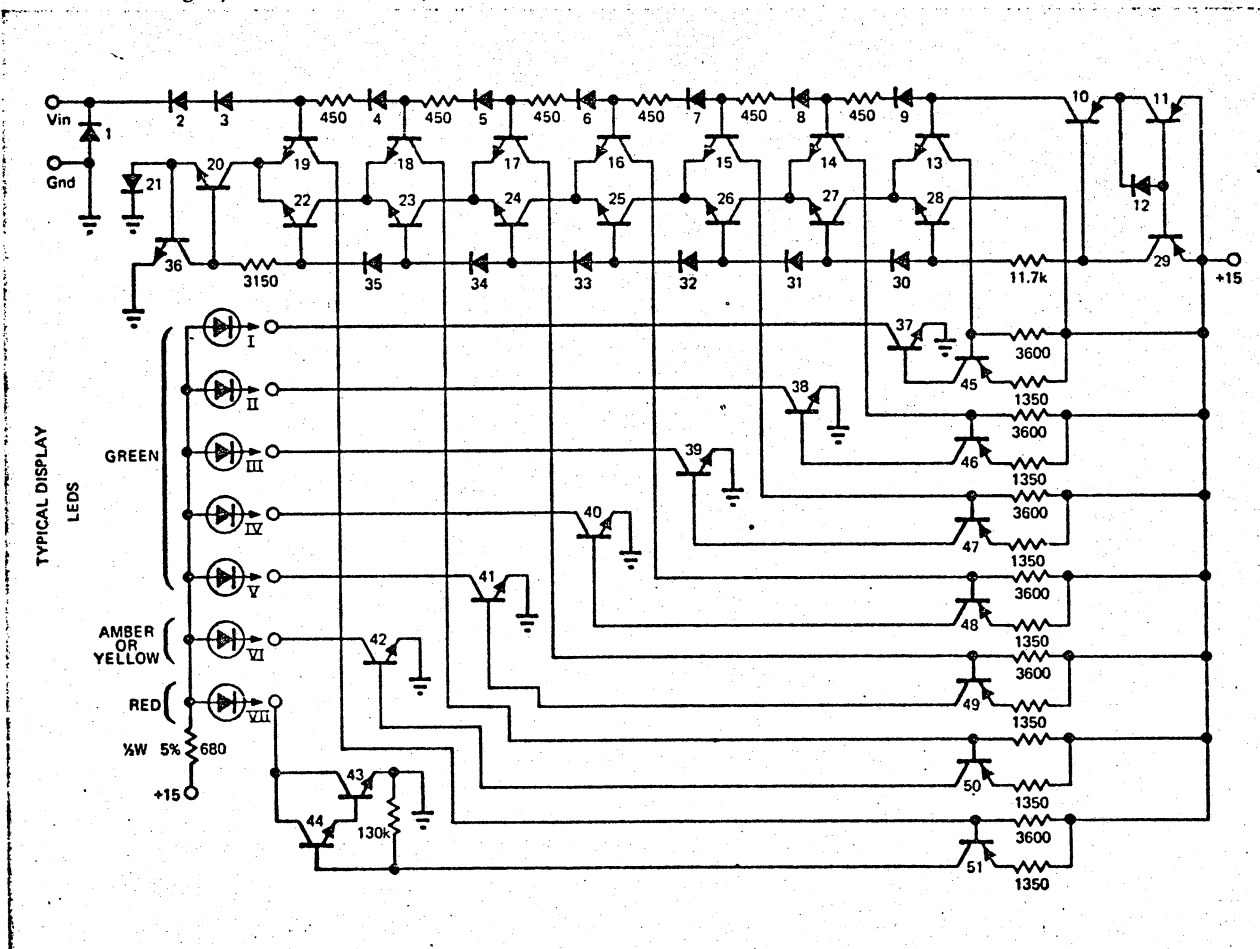 10 11
Vin 1 2 3 450 4 450 5 450 6 450 7 450 8 450 9
Gnd 21 20 19 18 17 16 15 14 13
12
22 23 24 25 26 27 28
36 3150 35 34 33 32 31 30 11.7k 29 +15
I 37 3600
45 1350
II 38 3600
46 1350
GREEN III 39 3600
47 1350
IV 40 3600
48 1350
V 41 3600
49 1350
AMBER
OR
YELLOW
VI 42
50 1350
RED VII
½W 5% 680
+15
43
44 130k 3600
51 1350
TYPICAL DISPLAY
LEDS